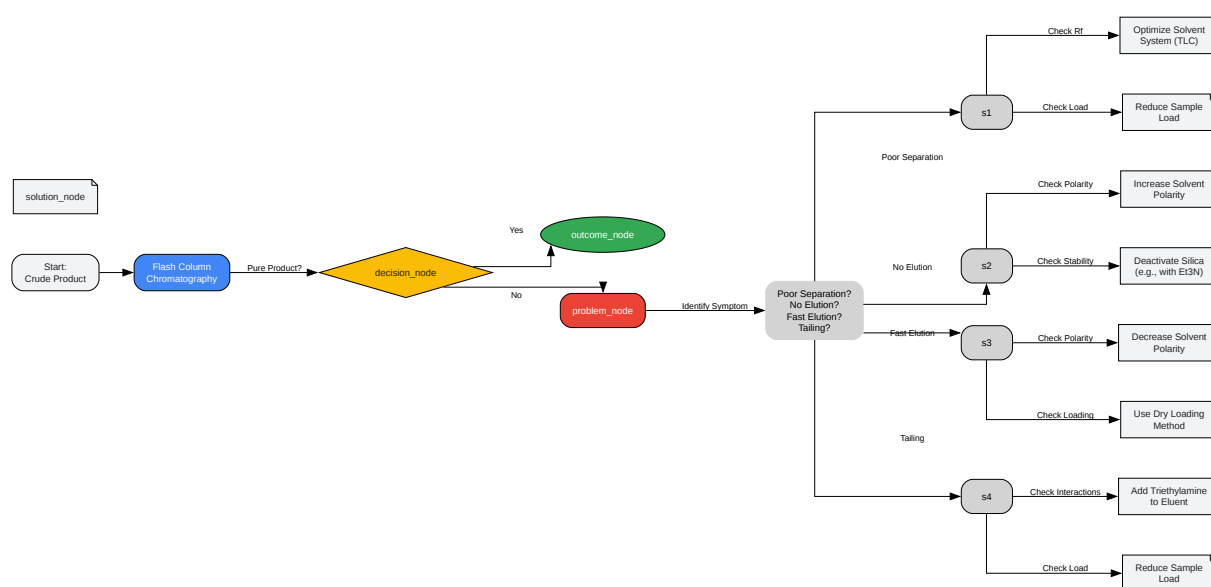 solution_node
Start:
Crude Product
Flash Column
Chromatography
Pure Product?
decision_node
Yes
outcome_node
No
problem_node
Identify Symptom
Poor Separation?
No Elution?
Fast Elution?
Tailing?
Poor Separation
s1
Check Rf
Optimize Solvent
System (TLC)
Check Load
Reduce Sample
Load
No Elution
s2
Check Polarity
Increase Solvent
Polarity
Check Stability
Deactivate Silica
(e.g., with Et3N)
Fast Elution
s3
Check Polarity
Decrease Solvent
Polarity
Check Loading
Use Dry Loading
Method
Tailing
s4
Check Interactions
Add Triethylamine
to Eluent
Check Load
Reduce Sample
Load